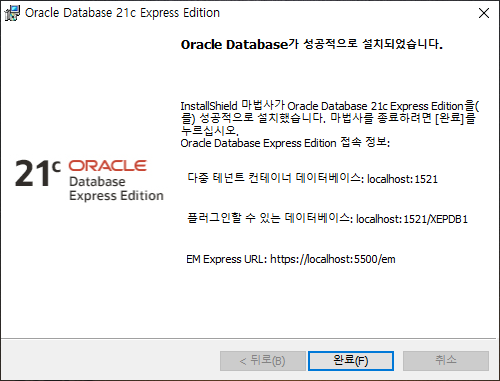 Oracle Database 21c Express Edition
Oracle Database가 성공적으로 설치되었습니다.
InstallShield 마법사가 Oracle Database 21c Express Edition을(
를) 성공적으로 설치했습니다. 마법사를 종료하려면 [완료]를
누르십시오.
Oracle Database Express Edition 접속 정보:
21c ORACLE
Database
Express Edition
다중 테넌트 컨테이너 데이터베이스: localhost:1521
플러그인할 수 있는 데이터베이스: localhost:1521/XEPDB1
EM Express URL: https://localhost:5500/em
< 뒤로(B) 완료(F) 취소